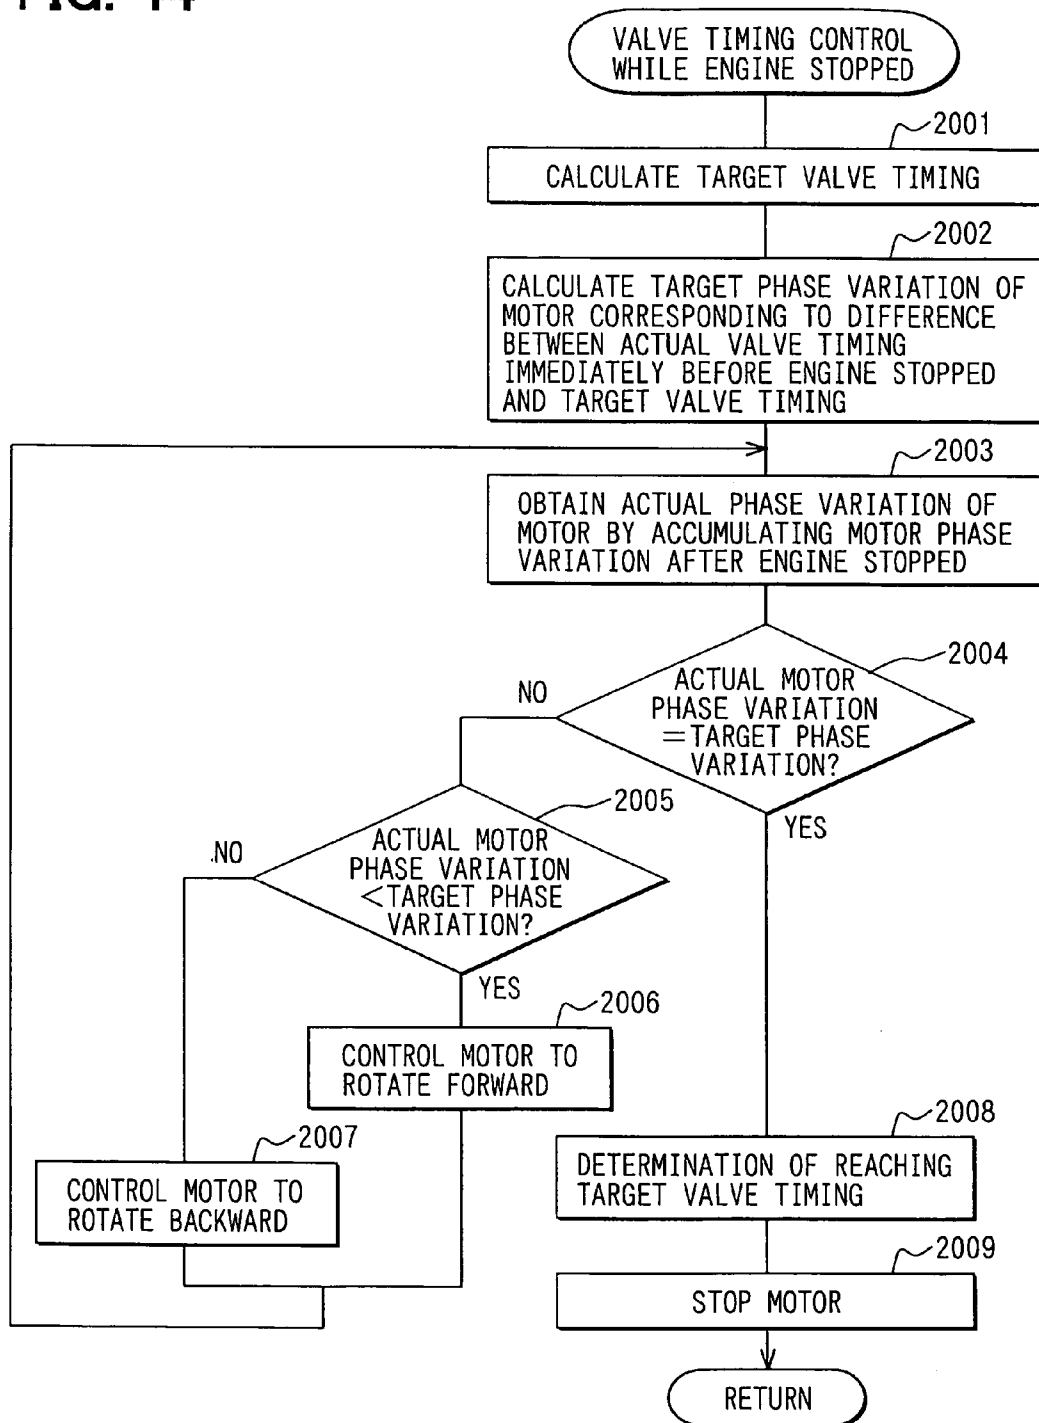 FIG. 14
VALVE TIMING CONTROL
WHILE ENGINE STOPPED
2001
CALCULATE TARGET VALVE TIMING
2002
CALCULATE TARGET PHASE VARIATION OF
MOTOR CORRESPONDING TO DIFFERENCE
BETWEEN ACTUAL VALVE TIMING
IMMEDIATELY BEFORE ENGINE STOPPED
AND TARGET VALVE TIMING
2003
OBTAIN ACTUAL PHASE VARIATION OF
MOTOR BY ACCUMULATING MOTOR PHASE
VARIATION AFTER ENGINE STOPPED
2004
ACTUAL MOTOR
PHASE VARIATION
=TARGET PHASE
VARIATION?
NO
YES
2005
ACTUAL MOTOR
PHASE VARIATION
<TARGET PHASE
VARIATION?
NO
YES
2006
CONTROL MOTOR TO
ROTATE FORWARD
2007
CONTROL MOTOR TO
ROTATE BACKWARD
2008
DETERMINATION OF REACHING
TARGET VALVE TIMING
2009
STOP MOTOR
RETURN